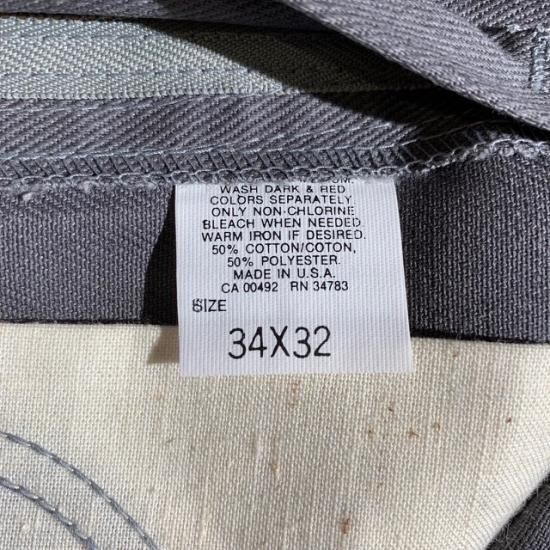 WASH DARK & RED
COLORS SEPARATELY.
ONLY NON-CHLORINE
BLEACH WHEN NEEDED.
WARM IRON IF DESIRED.
50% COTTON/COTON,
50% POLYESTER.
MADE IN U.S.A.
CA 00492 RN 34783
SIZE
34X32